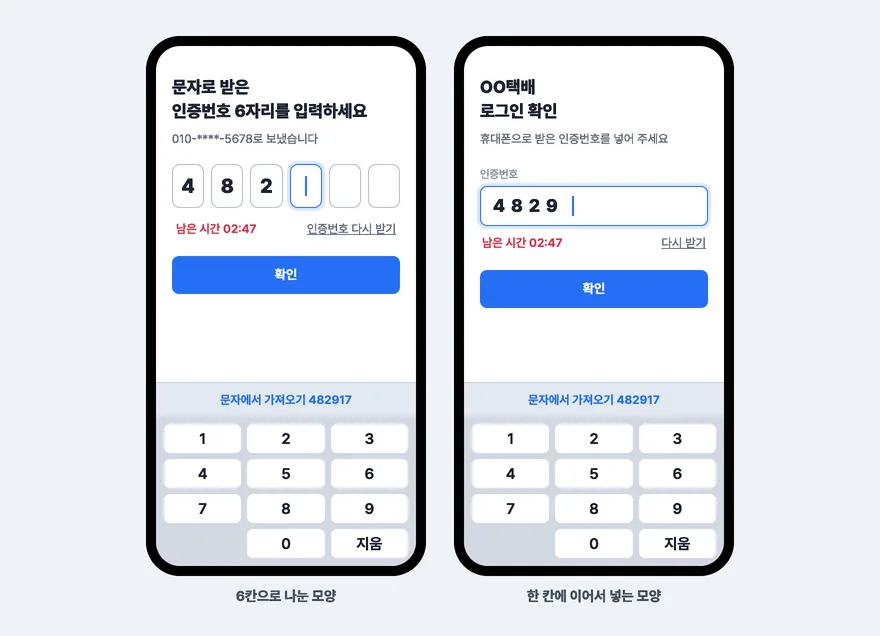 문자로 받은
인증번호 6자리를 입력하세요
010-****-5678로 보냈습니다
4 8 2
남은 시간 02:47 인증번호 다시 받기
확인
문자에서 가져오기 482917
1 2 3
4 5 6
7 8 9
0 지움
6칸으로 나눈 모양
OO택배
로그인 확인
휴대폰으로 받은 인증번호를 넣어 주세요
인증번호
4829
남은 시간 02:47 다시 받기
확인
문자에서 가져오기 482917
1 2 3
4 5 6
7 8 9
0 지움
한 칸에 이어서 넣는 모양